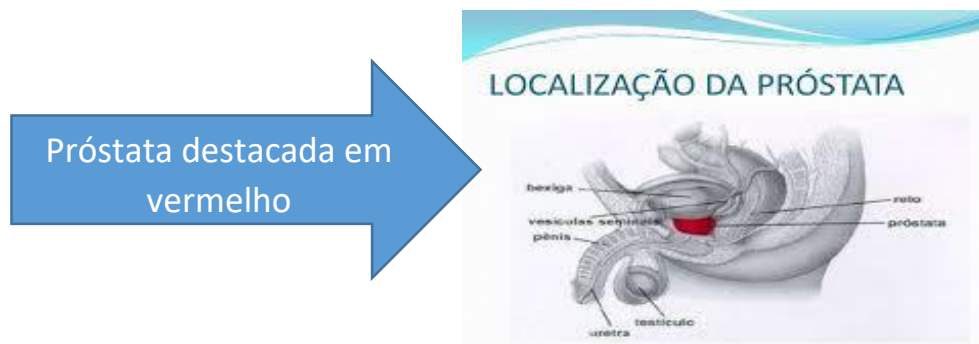 Próstata destacada em
vermelho
LOCALIZAÇÃO DA PRÓSTATA
bexiga
vesículas seminais
pênis
reto
próstata
testículo
uretra